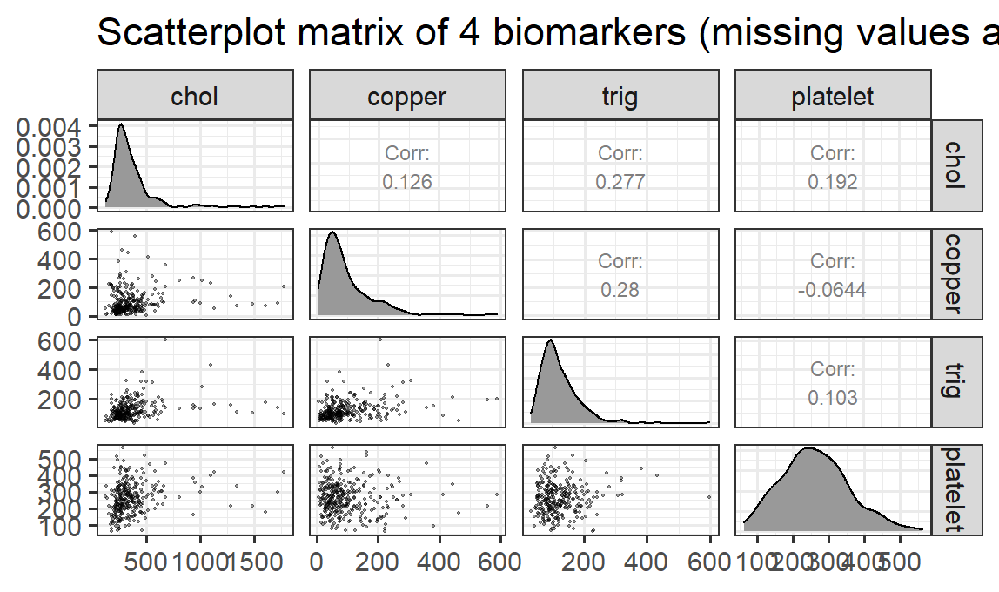 Scatterplot matrix of 4 biomarkers (missing values a
chol copper trig platelet
0.004
0.003
0.002
0.001
0.000
Corr:
0.126
Corr:
0.277
Corr:
0.192
chol
600
400
200
0
Corr:
0.28
Corr:
-0.0644
copper
600
400
200
Corr:
0.103
trig
500
400
300
200
100
platelet
500 1000 1500
0 200 400 600
200 400 600
100 200 300 400 500